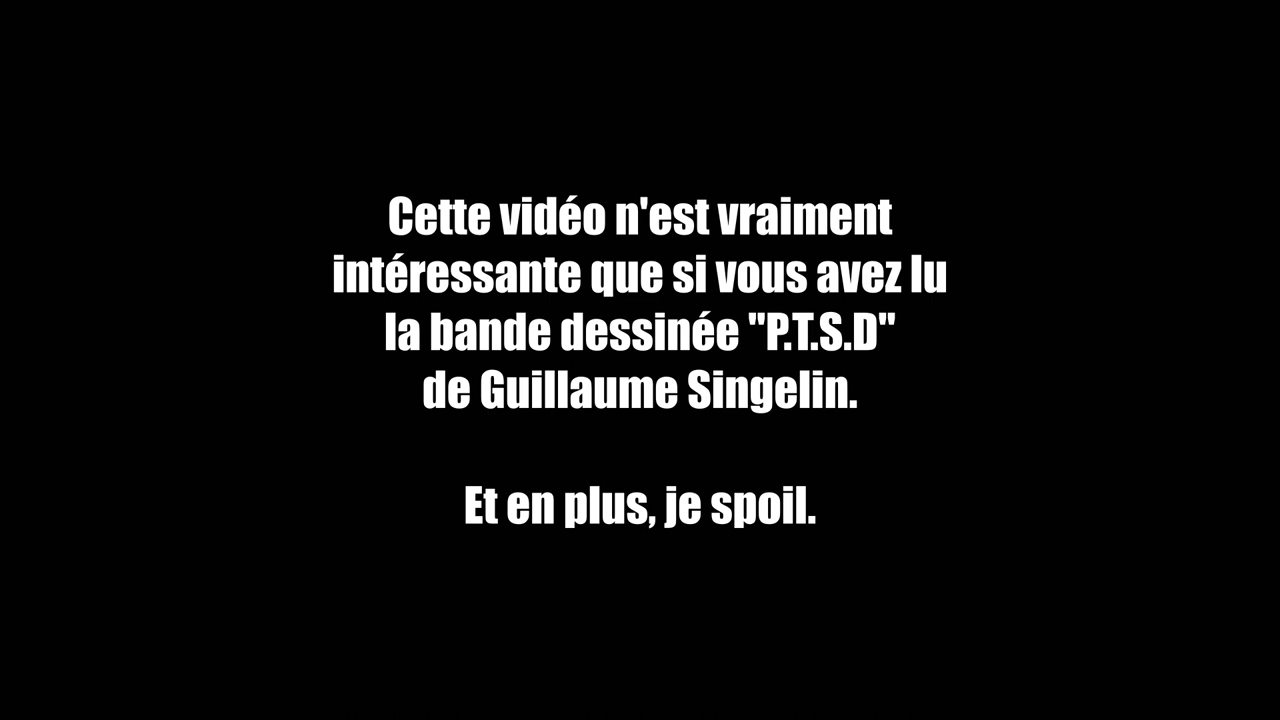 Cette vidéo n'est vraiment
intéressante que si vous avez lu
la bande dessinée "P.T.S.D"
de Guillaume Singelin.
Et en plus, je spoil.